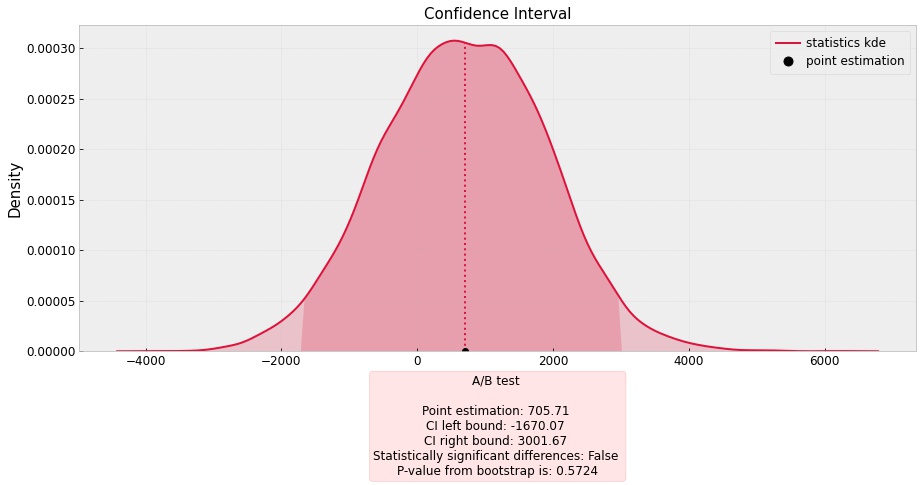 Confidence Interval
statistics kde
point estimation
Density
0.00030
0.00025
0.00020
0.00015
0.00010
0.00005
0.00000
−4000 −2000 0 2000 4000 6000
A/B test
Point estimation: 705.71
CI left bound: -1670.07
CI right bound: 3001.67
Statistically significant differences: False
P-value from bootstrap is: 0.5724